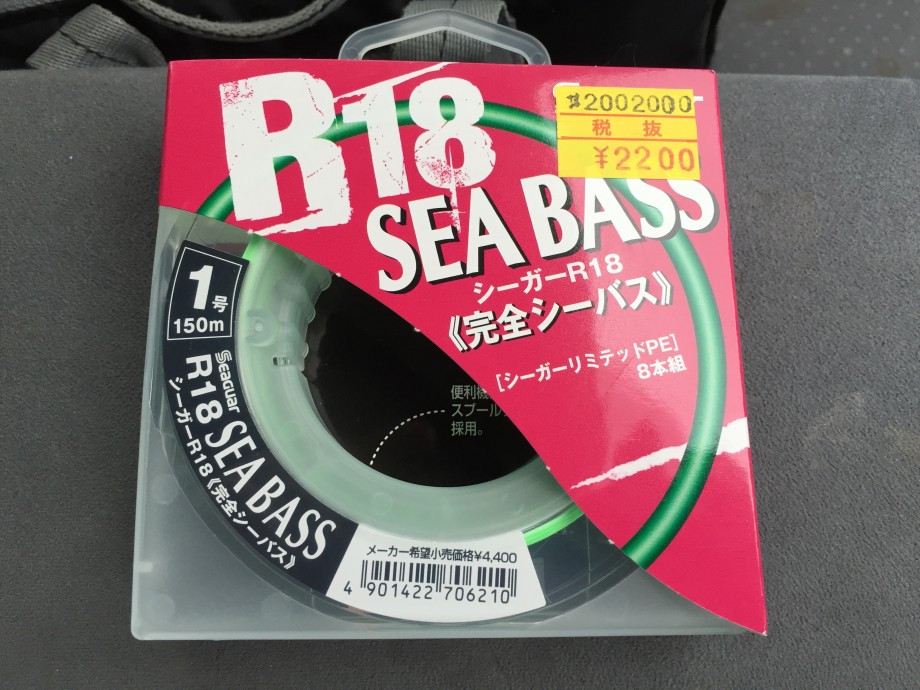 R18
#2002000
税 抜
¥2200
SEA BASS
シーガーR18
《完全シーバス》
[シーガーリミテッドPE]
8本組
1号
150m
Seaguar
R18 SEA BASS
シーガーR18《完全シーバス》
便利機
スプール
採用。
メーカー希望小売価格¥4,400
4 901422 706210